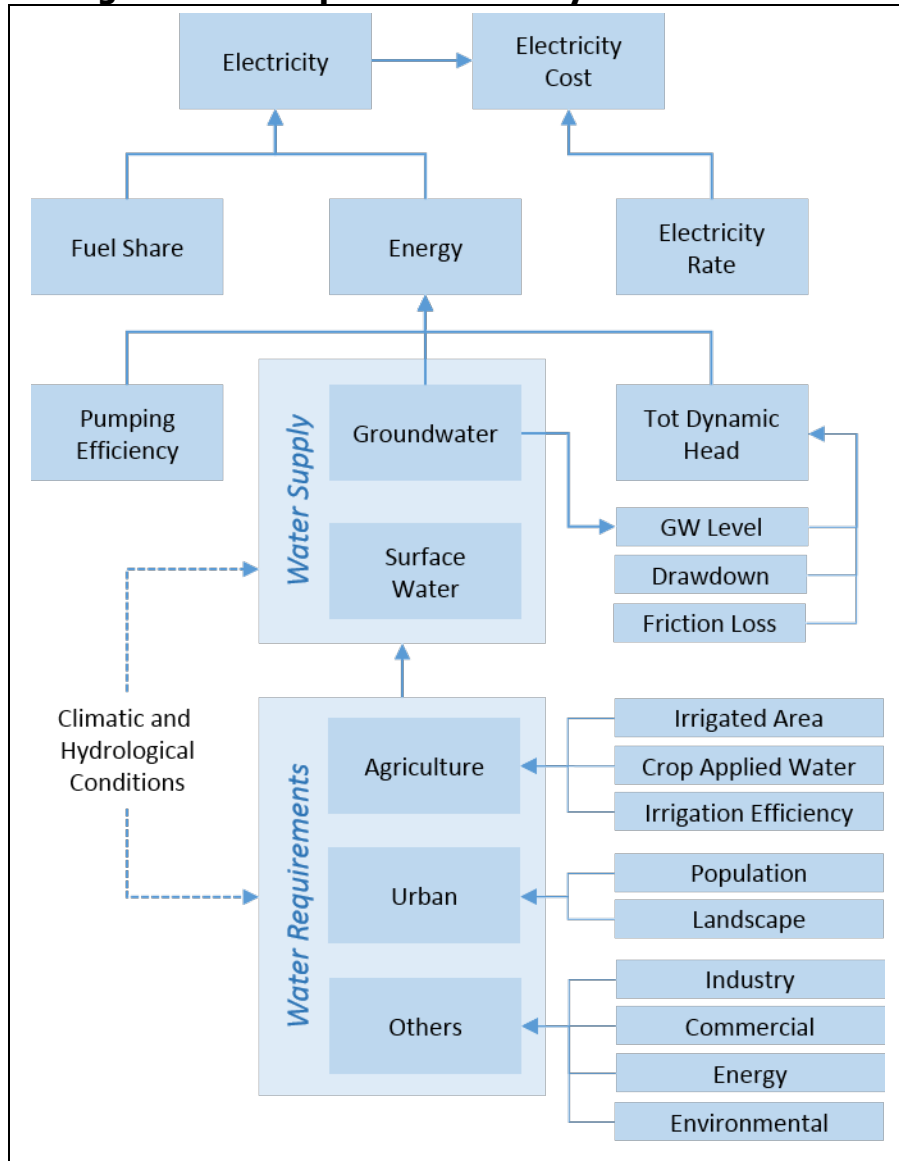 Electricity
Electricity
Cost
Fuel Share
Energy
Electricity
Rate
Pumping
Efficiency
Water Supply
Groundwater
Surface
Water
Tot Dynamic
Head
GW Level
Drawdown
Friction Loss
Climatic and
Hydrological
Conditions
Water Requirements
Agriculture
Urban
Others
Irrigated Area
Crop Applied Water
Irrigation Efficiency
Population
Landscape
Industry
Commercial
Energy
Environmental